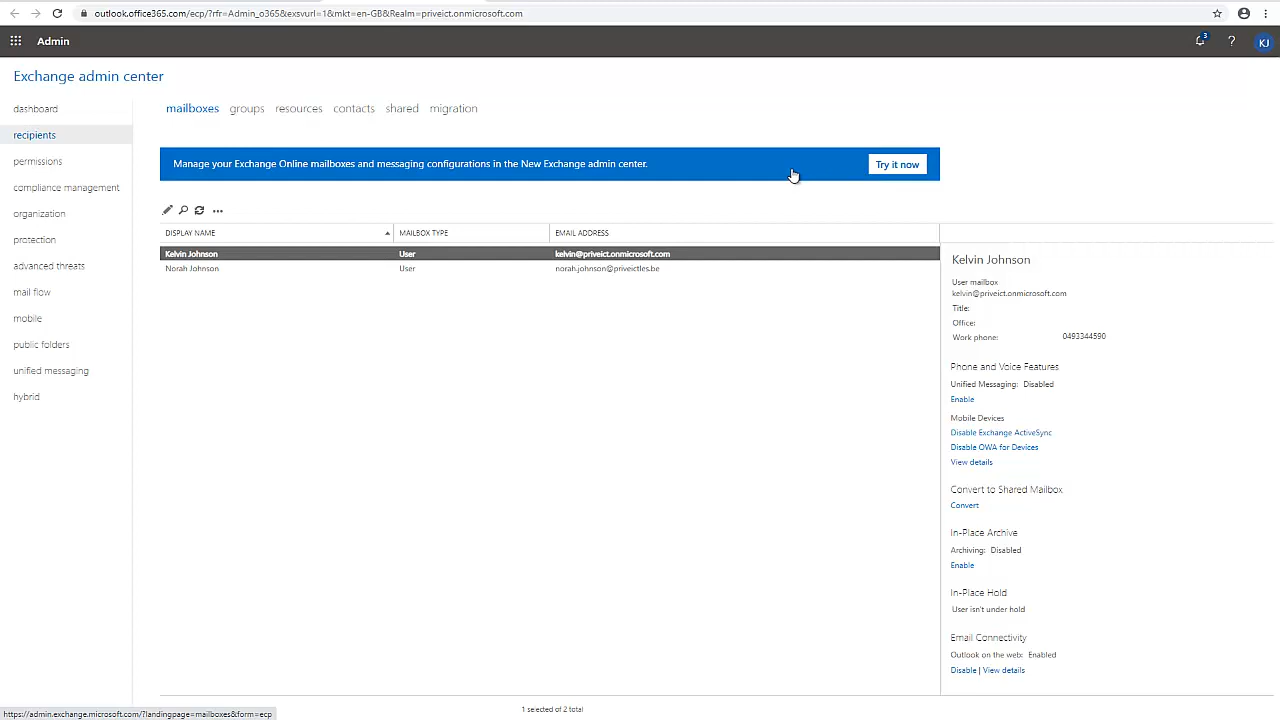 outlook.office365.com/ecp/?rfr=Admin_o365&exsvurl=1&mkt=en-GB&Realm=priveict.onmicrosoft.com
Admin
3
?
KJ
Exchange admin center
dashboard
recipients
permissions
compliance management
organization
protection
advanced threats
mail flow
mobile
public folders
unified messaging
hybrid
mailboxes groups resources contacts shared migration
Manage your Exchange Online mailboxes and messaging configurations in the New Exchange admin center.
Try it now
DISPLAY NAME MAILBOX TYPE EMAIL ADDRESS
Kelvin Johnson User kelvin@priveict.onmicrosoft.com
Norah Johnson User norah.johnson@priveictles.be
Kelvin Johnson
User mailbox
kelvin@priveict.onmicrosoft.com
Title:
Office:
Work phone: 0493344590
Phone and Voice Features
Unified Messaging: Disabled
Enable
Mobile Devices
Disable Exchange ActiveSync
Disable OWA for Devices
View details
Convert to Shared Mailbox
Convert
In-Place Archive
Archiving: Disabled
Enable
In-Place Hold
User isn't under hold
Email Connectivity
Outlook on the web: Enabled
Disable | View details
1 selected of 2 total
https://admin.exchange.microsoft.com/?landingpage=mailboxes&form=ecp